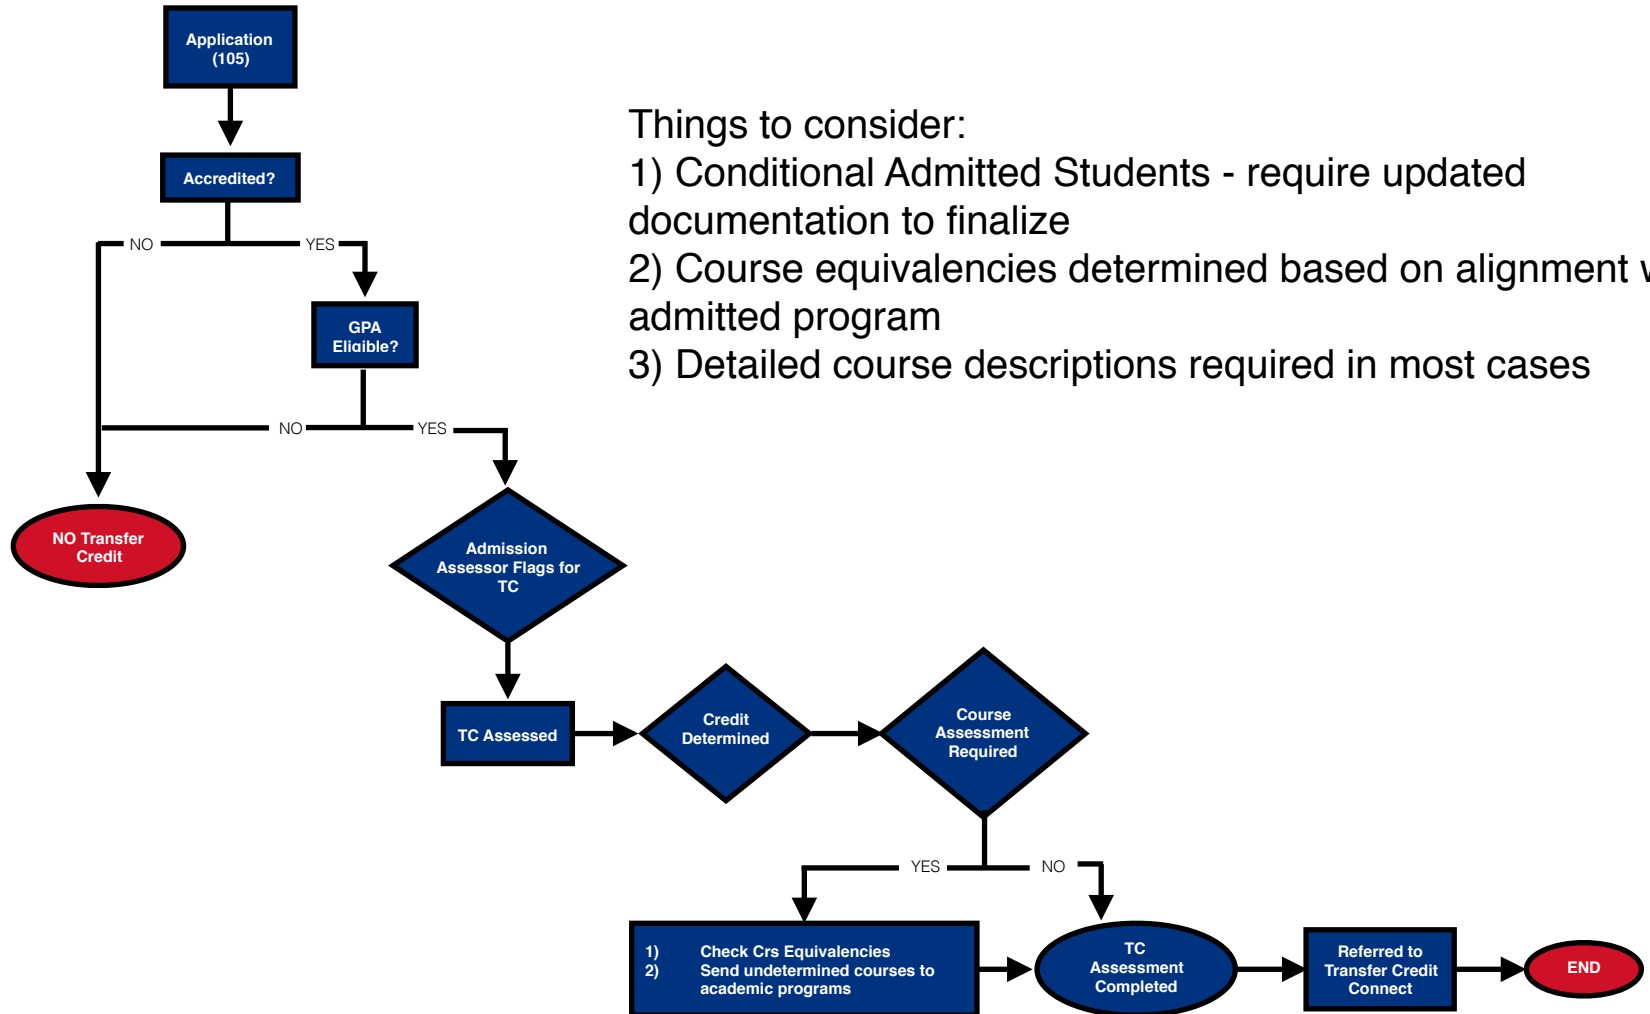 Application
(105)
Things to consider:
1) Conditional Admitted Students - require updated
documentation to finalize
2) Course equivalencies determined based on alignment
admitted program
3) Detailed course descriptions required in most cases
Accredited?
NO
YES
GPA
Eligible?
NO
YES
NO Transfer
Credit
Admission
Assessor Flags for
TC
TC Assessed
Credit
Determined
Course
Assessment
Required
YES
NO
1) Check Crs Equivalencies
2) Send undetermined courses to
academic programs
TC
Assessment
Completed
Referred to
Transfer Credit
Connect
END